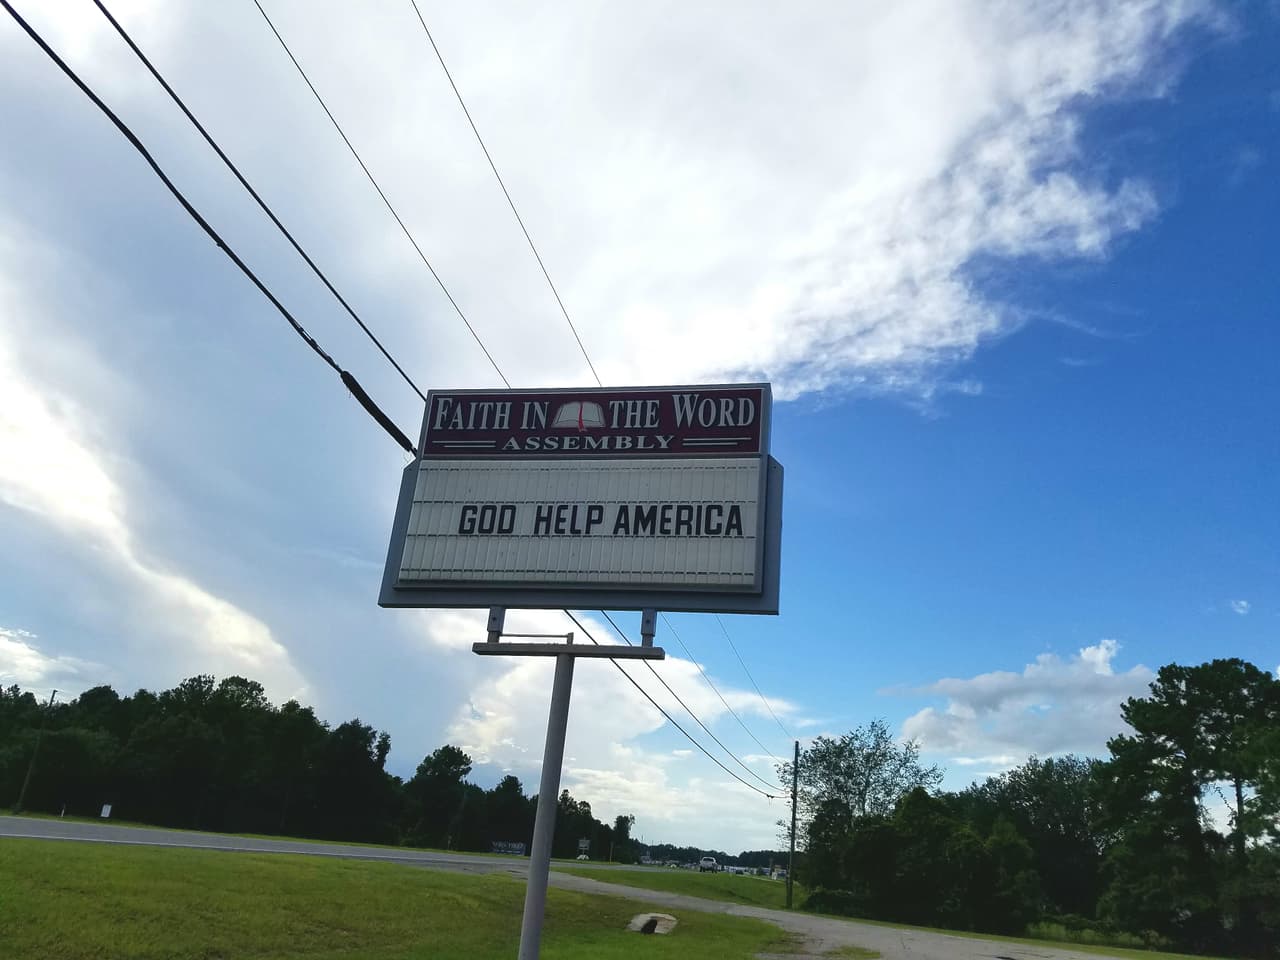 FAITH IN THE WORD
ASSEMBLY
GOD HELP AMERICA